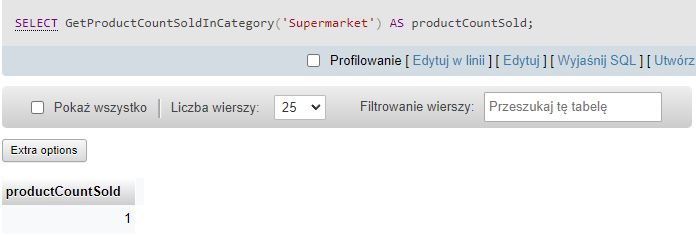 SELECT GetProductCountSoldInCategory('Supermarket') AS productCountSold;
Profilowanie [ Edytuj w linii ] [ Edytuj ] [ Wyjaśnij SQL ] [ Utwórz
Pokaż wszystko Liczba wierszy: 25 Filtrowanie wierszy: Przeszukaj tę tabelę
Extra options
productCountSold
1